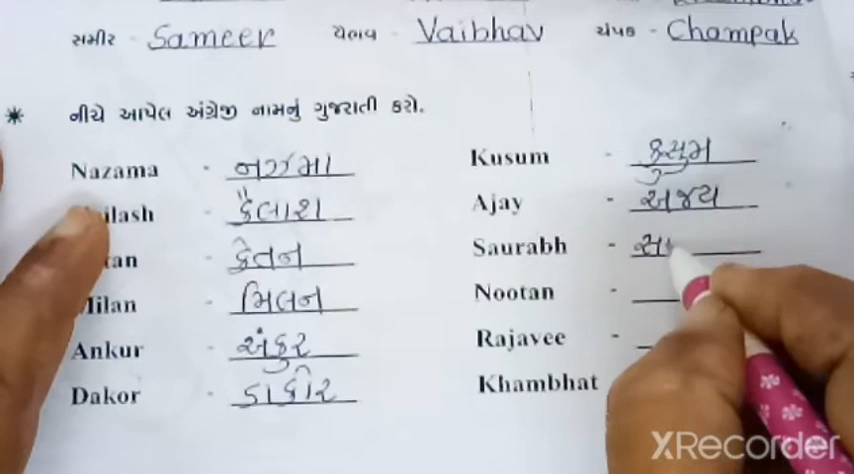 સમીર - Sameer વૈભવ - Vaibhav ચંપક - Champak
* નીચે આપેલ અંગ્રેજી નામનું ગુજરાતી કરો.
Nazama - નઝમા Kusum - કુસુમ
ilash - કૈલાશ Ajay - અજય
tan - કેતન Saurabh - સા
Milan - મિલન Nootan -
Ankur - અંકુર Rajavee -
Dakor - ડાકોર Khambhat
XRecorder